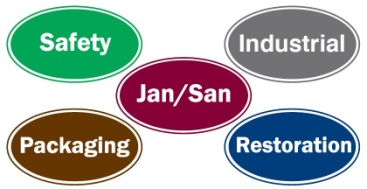 Safety
Industrial
Jan/San
Packaging
Restoration